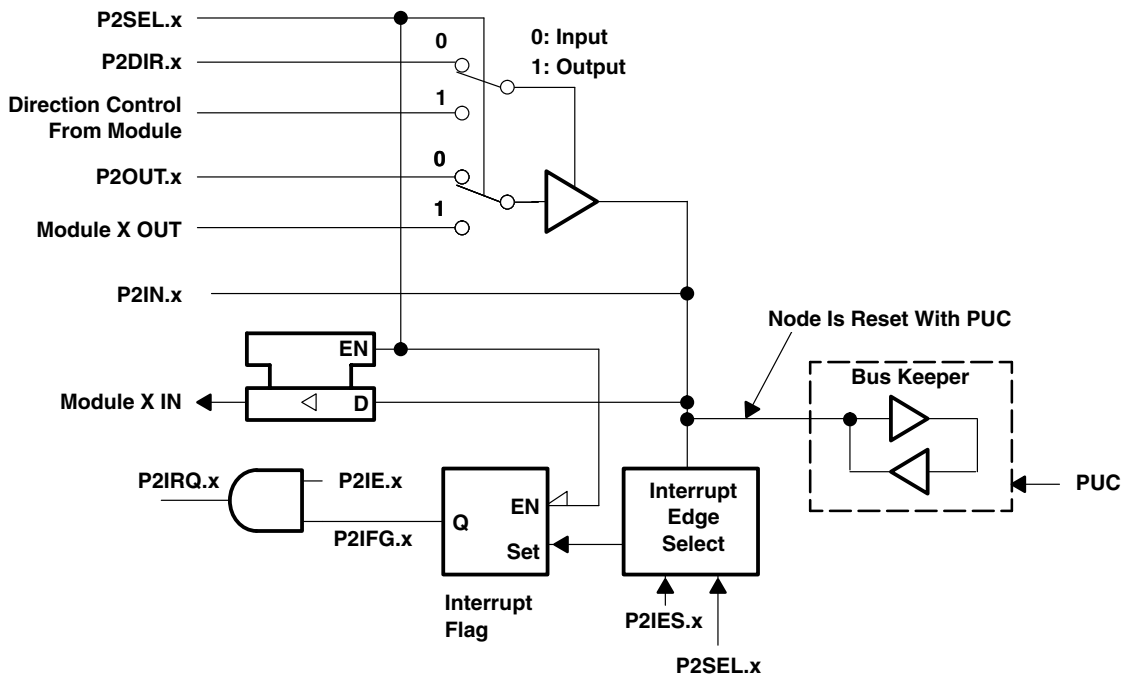 P2SEL.x
0
0: Input
P2DIR.x
1: Output
Direction Control
From Module
1
0
P2OUT.x
1
Module X OUT
P2IN.x
Node Is Reset With PUC
EN
Bus Keeper
Module X IN
D
P2IRQ.x
P2IE.x
PUC
Interrupt
Edge
Select
EN
Q
P2IFG.x
Set
Interrupt
Flag
P2IES.x
P2SEL.x